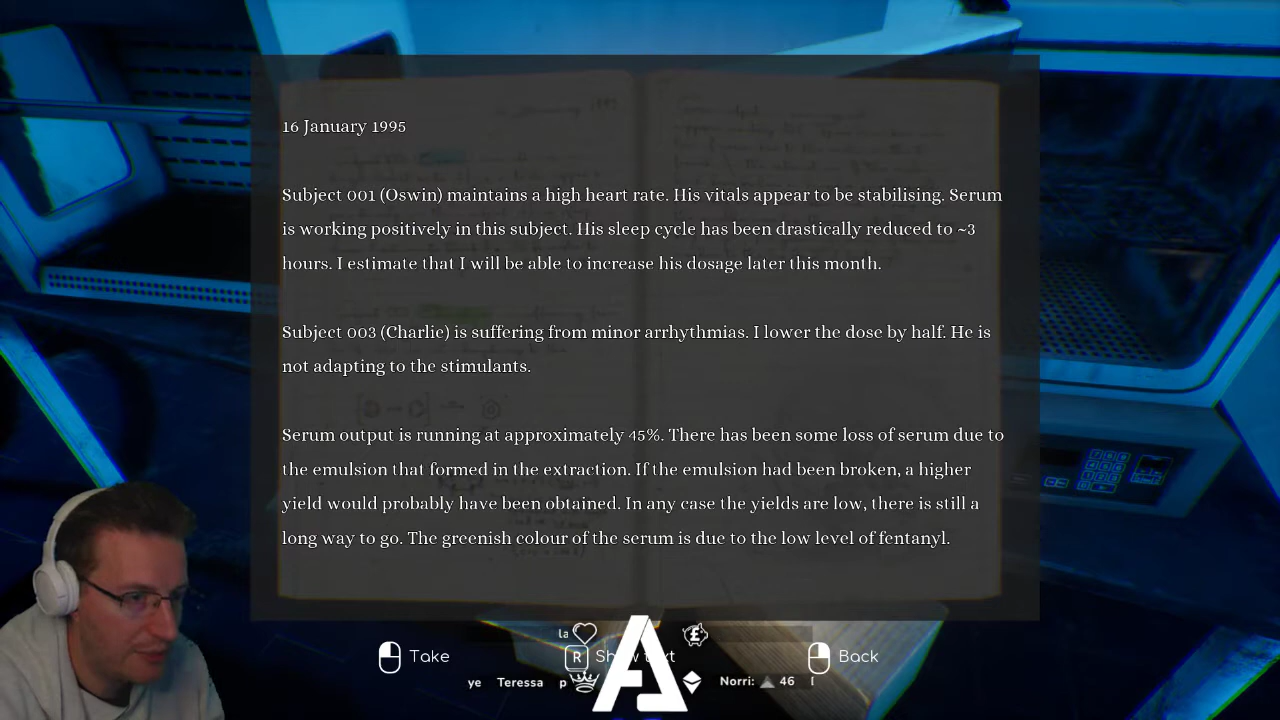 16 January 1995
Subject 001 (Oswin) maintains a high heart rate. His vitals appear to be stabilising. Serum
is working positively in this subject. His sleep cycle has been drastically reduced to ~3
hours. I estimate that I will be able to increase his dosage later this month.
Subject 003 (Charlie) is suffering from minor arrhythmias. I lower the dose by half. He is
not adapting to the stimulants.
Serum output is running at approximately 45%. There has been some loss of serum due to
the emulsion that formed in the extraction. If the emulsion had been broken, a higher
yield would probably have been obtained. In any case the yields are low, there is still a
long way to go. The greenish colour of the serum is due to the low level of fentanyl.
la
Take
R
Back
ye Teressa p
Norri: 46